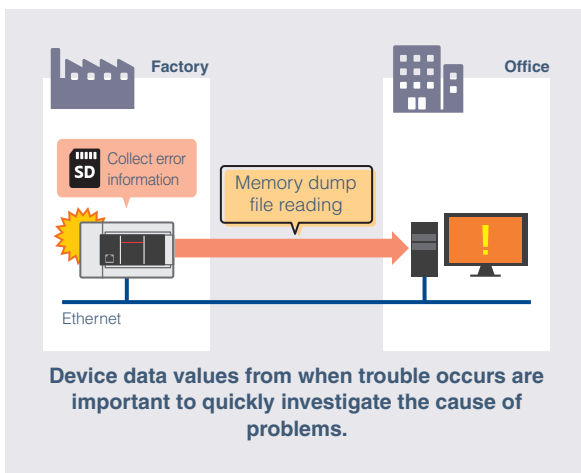 Factory
Office
SD
Collect error
information
Memory dump
file reading
!
Ethernet
Device data values from when trouble occurs are
important to quickly investigate the cause of
problems.